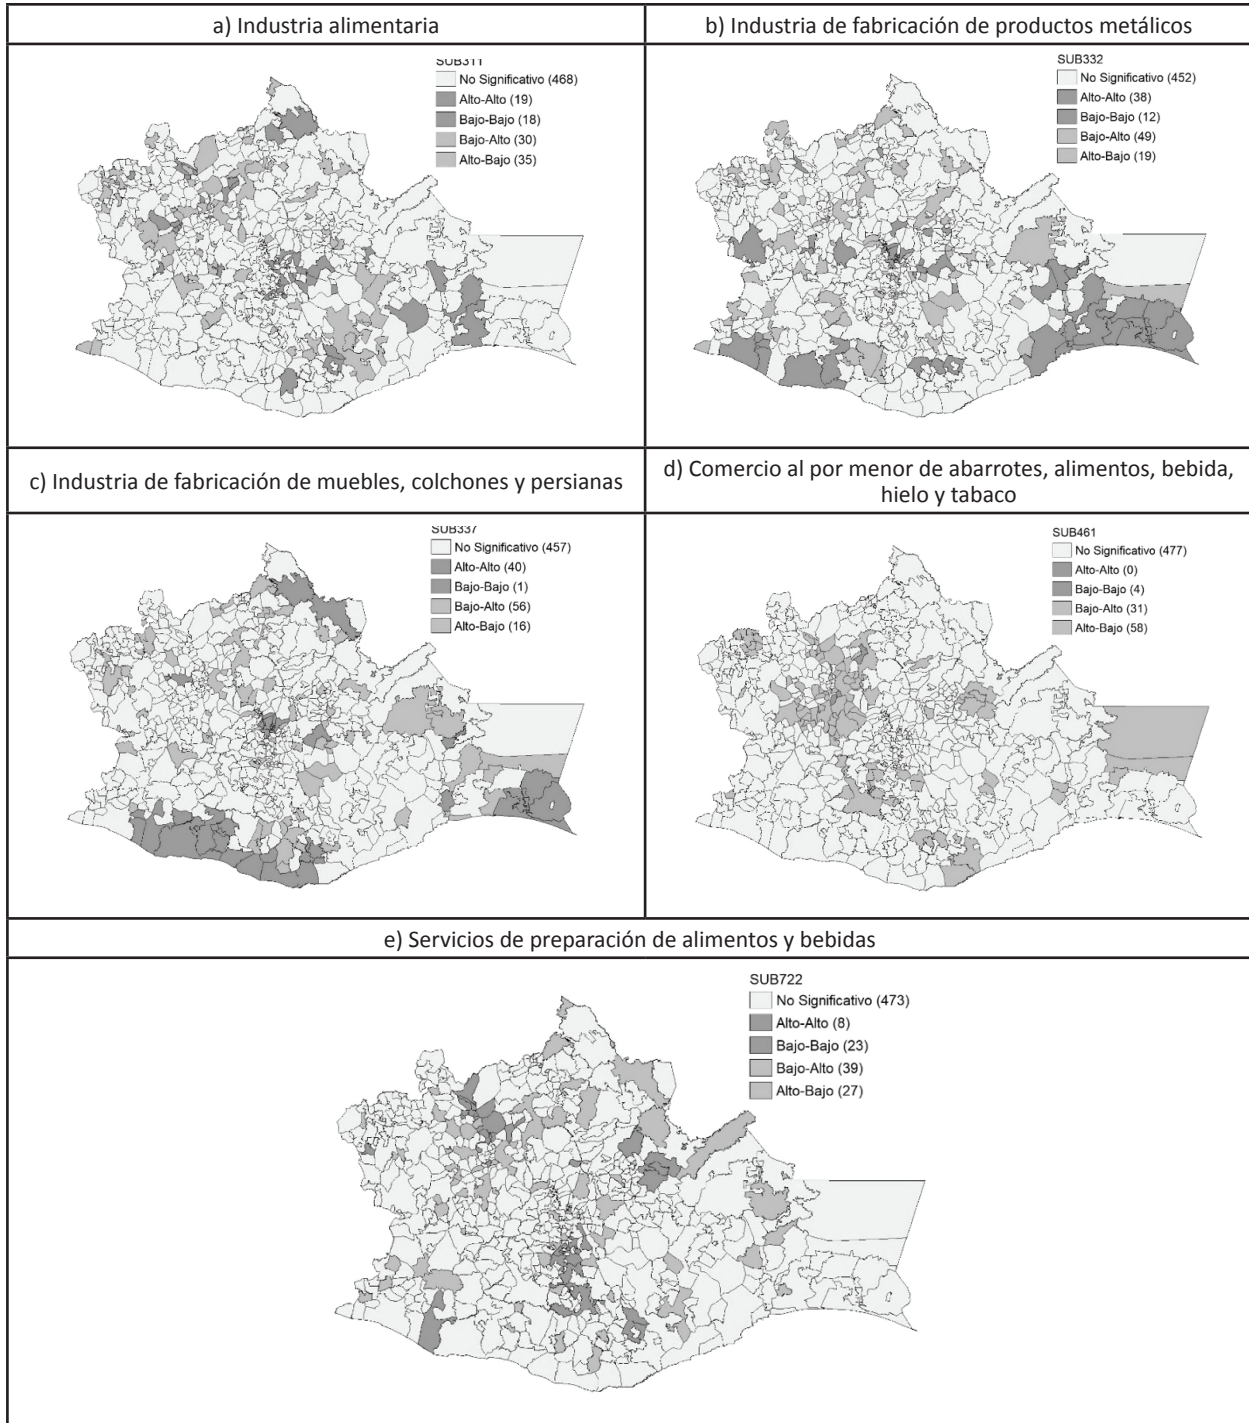 a) Industria alimentaria
b) Industria de fabricación de productos metálicos
SUB311
No Significativo (468)
Alto-Alto (19)
Bajo-Bajo (18)
Bajo-Alto (30)
Alto-Bajo (35)
SUB332
No Significativo (452)
Alto-Alto (38)
Bajo-Bajo (12)
Bajo-Alto (49)
Alto-Bajo (19)
c) Industria de fabricación de muebles, colchones y persianas
d) Comercio al por menor de abarrotes, alimentos, bebida,
hielo y tabaco
SUB337
No Significativo (457)
Alto-Alto (40)
Bajo-Bajo (1)
Bajo-Alto (56)
Alto-Bajo (16)
SUB461
No Significativo (477)
Alto-Alto (0)
Bajo-Bajo (4)
Bajo-Alto (31)
Alto-Bajo (58)
e) Servicios de preparación de alimentos y bebidas
SUB722
No Significativo (473)
Alto-Alto (8)
Bajo-Bajo (23)
Bajo-Alto (39)
Alto-Bajo (27)